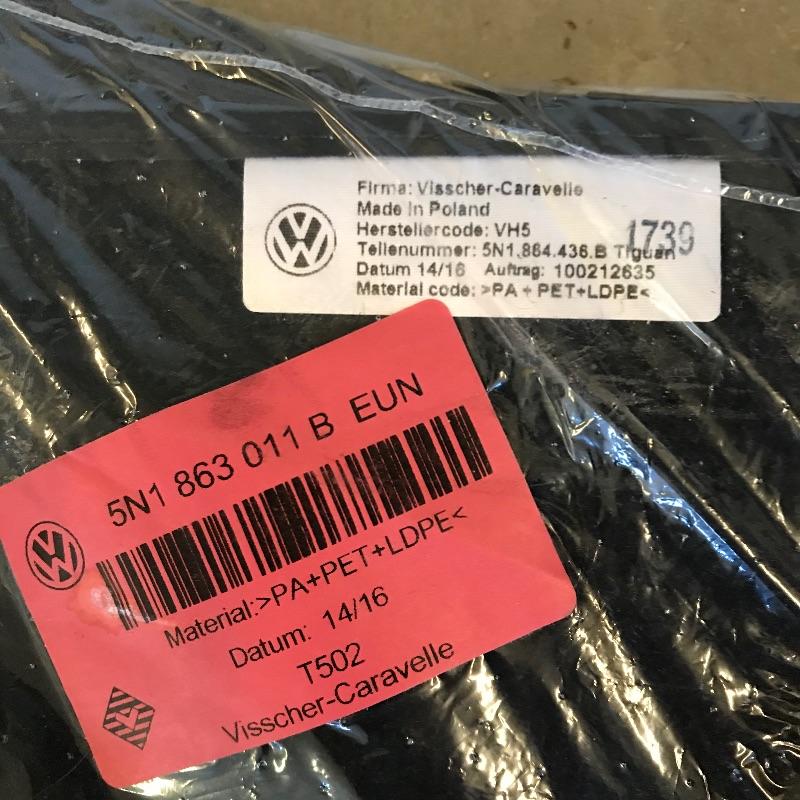 Firma: Visscher-Caravelle
Made in Poland
Herstellercode: VH5
1739
Teilenummer: 5N1.864.436.B Tiguan
Datum 14/16 Auftrag: 100212635
Material code: >PA + PET+LDPE<
5N1 863 011 B EUN
Material:>PA+PET+LDPE<
Datum: 14/16
T502
Visscher-Caravelle